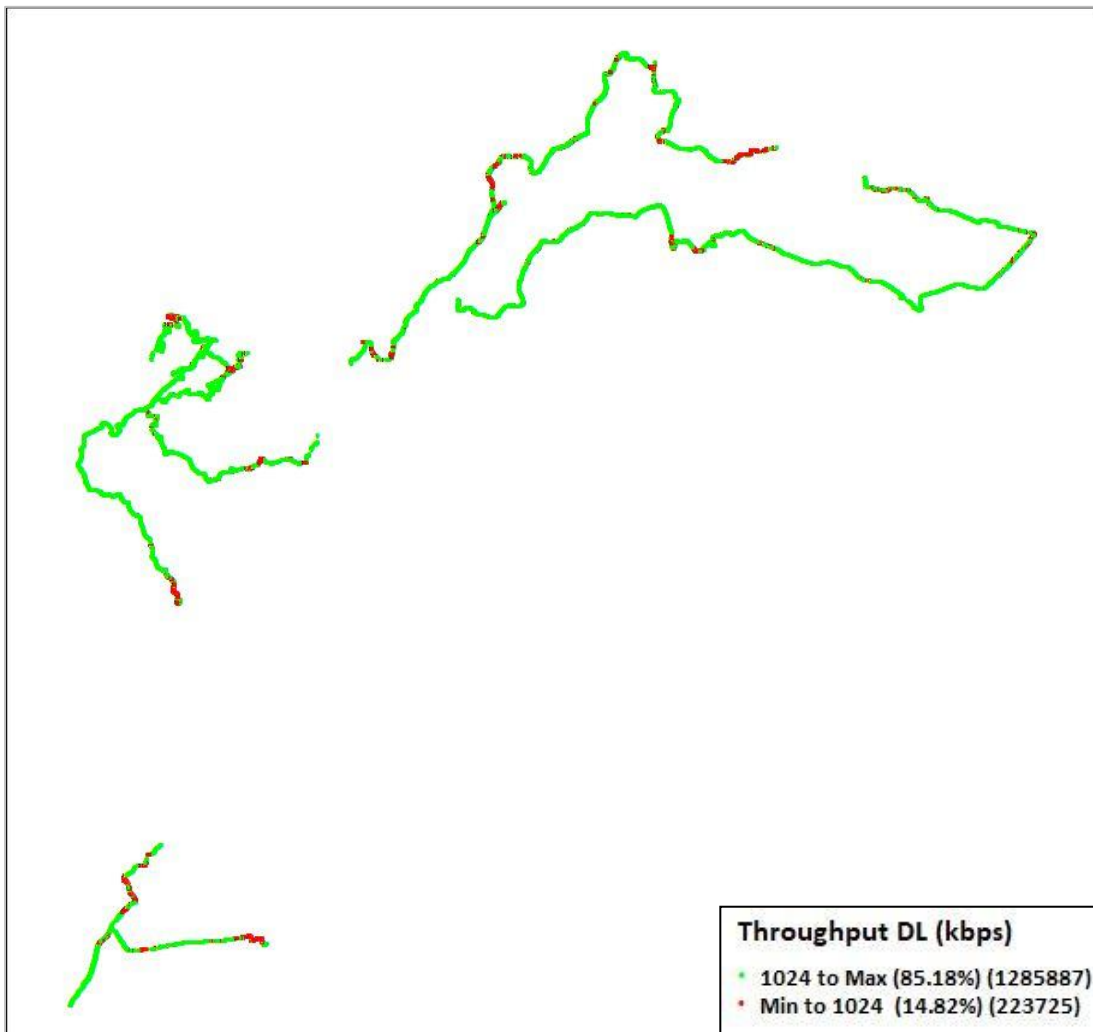 Throughput DL (kbps)
1024 to Max (85.18%) (1285887)
Min to 1024 (14.82%) (223725)